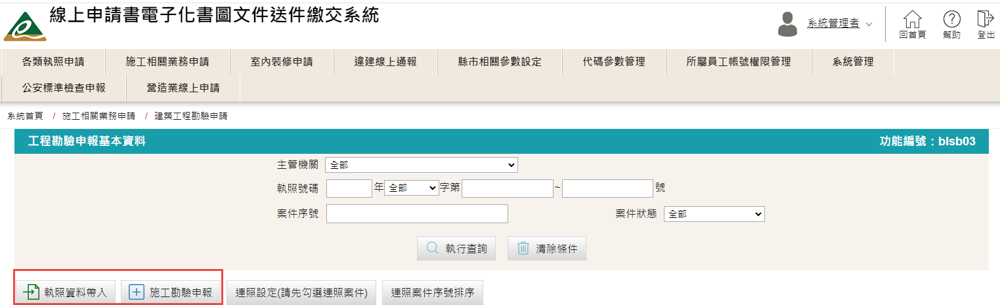 線上申請書電子化書圖文件送件繳交系統
系統管理者
回首頁
幫助
登出
各類執照申請 施工相關業務申請 室內裝修申請 違建線上通報 縣市相關參數設定 代碼參數管理 所屬員工帳號權限管理 系統管理
公安標準檢查申報 營造業線上申請
系統首頁 / 施工相關業務申請 / 建築工程勘驗申請
工程勘驗申報基本資料 功能編號：blsb03
主管機關 全部
執照號碼 年 全部 字第 ~ 號
案件序號 案件狀態 全部
執行查詢 清除條件
執照資料帶入 施工勘驗申報 連照設定(請先勾選連照案件) 連照案件序號排序